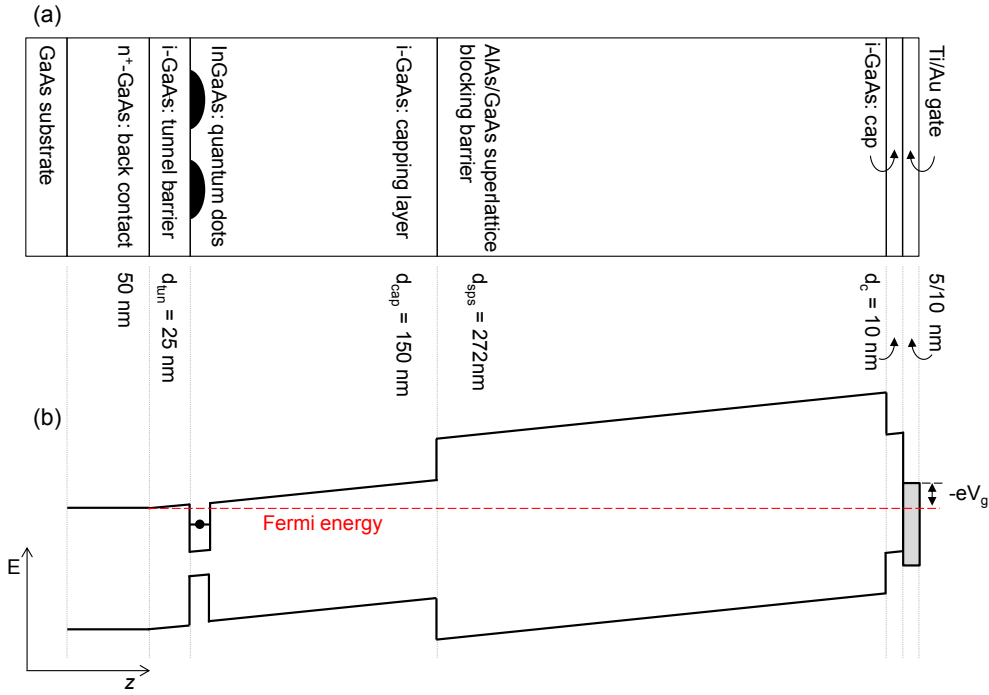 (a)
GaAs substrate
n⁺-GaAs: back contact
i-GaAs: tunnel barrier
InGaAs: quantum dots
i-GaAs: capping layer
AlAs/GaAs superlattice
blocking barrier
i-GaAs: cap
Ti/Au gate
50 nm
d_tun = 25 nm
d_cap = 150 nm
d_sps = 272nm
d_c = 10 nm
5/10 nm
(b)
-eV_g
Fermi energy
E
z